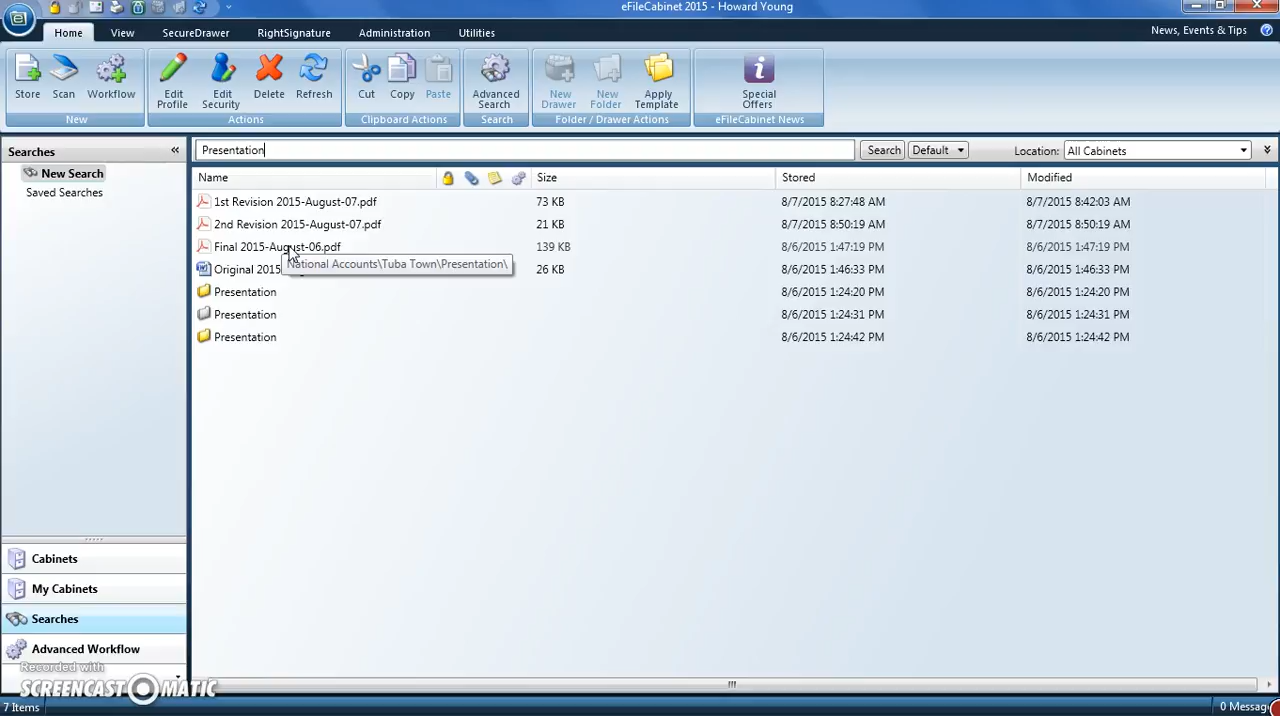 eFileCabinet 2015 - Howard Young
Home View SecureDrawer RightSignature Administration Utilities News, Events & Tips
Store Scan Workflow Edit Profile Edit Security Delete Refresh Cut Copy Paste Advanced Search New Drawer New Folder Apply Template Special Offers
New Actions Clipboard Actions Search Folder / Drawer Actions eFileCabinet News
Searches « Presentation Search Default Location: All Cabinets
New Search
Saved Searches
Name Size Stored Modified
1st Revision 2015-August-07.pdf 73 KB 8/7/2015 8:27:48 AM 8/7/2015 8:42:03 AM
2nd Revision 2015-August-07.pdf 21 KB 8/7/2015 8:50:19 AM 8/7/2015 8:50:19 AM
Final 2015-August-06.pdf 139 KB 8/6/2015 1:47:19 PM 8/6/2015 1:47:19 PM
National Accounts\Tuba Town\Presentation\
Original 2015 26 KB 8/6/2015 1:46:33 PM 8/6/2015 1:46:33 PM
Presentation 8/6/2015 1:24:20 PM 8/6/2015 1:24:20 PM
Presentation 8/6/2015 1:24:31 PM 8/6/2015 1:24:31 PM
Presentation 8/6/2015 1:24:42 PM 8/6/2015 1:24:42 PM
Cabinets
My Cabinets
Searches
Advanced Workflow
Recorded with
SCREENCAST-O-MATIC
7 Items 0 Messag